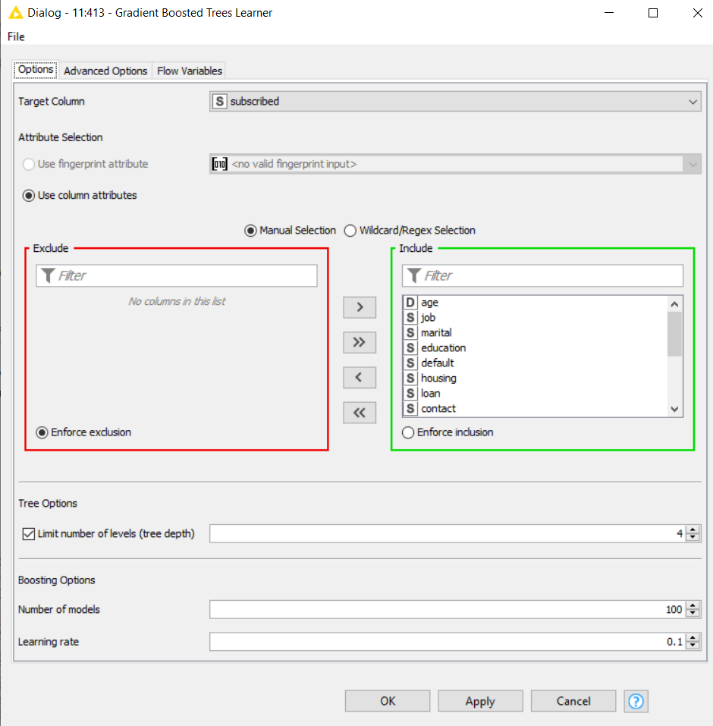 Dialog - 11:413 - Gradient Boosted Trees Learner
File
Options Advanced Options Flow Variables
Target Column S subscribed
Attribute Selection
Use fingerprint attribute <no valid fingerprint input>
Use column attributes
Manual Selection Wildcard/Regex Selection
Exclude
Filter
No columns in this list
Enforce exclusion
>
>>
<
<<
Include
Filter
D age
S job
S marital
S education
S default
S housing
S loan
S contact
Enforce inclusion
Tree Options
Limit number of levels (tree depth) 4
Boosting Options
Number of models 100
Learning rate 0.1
OK Apply Cancel ?